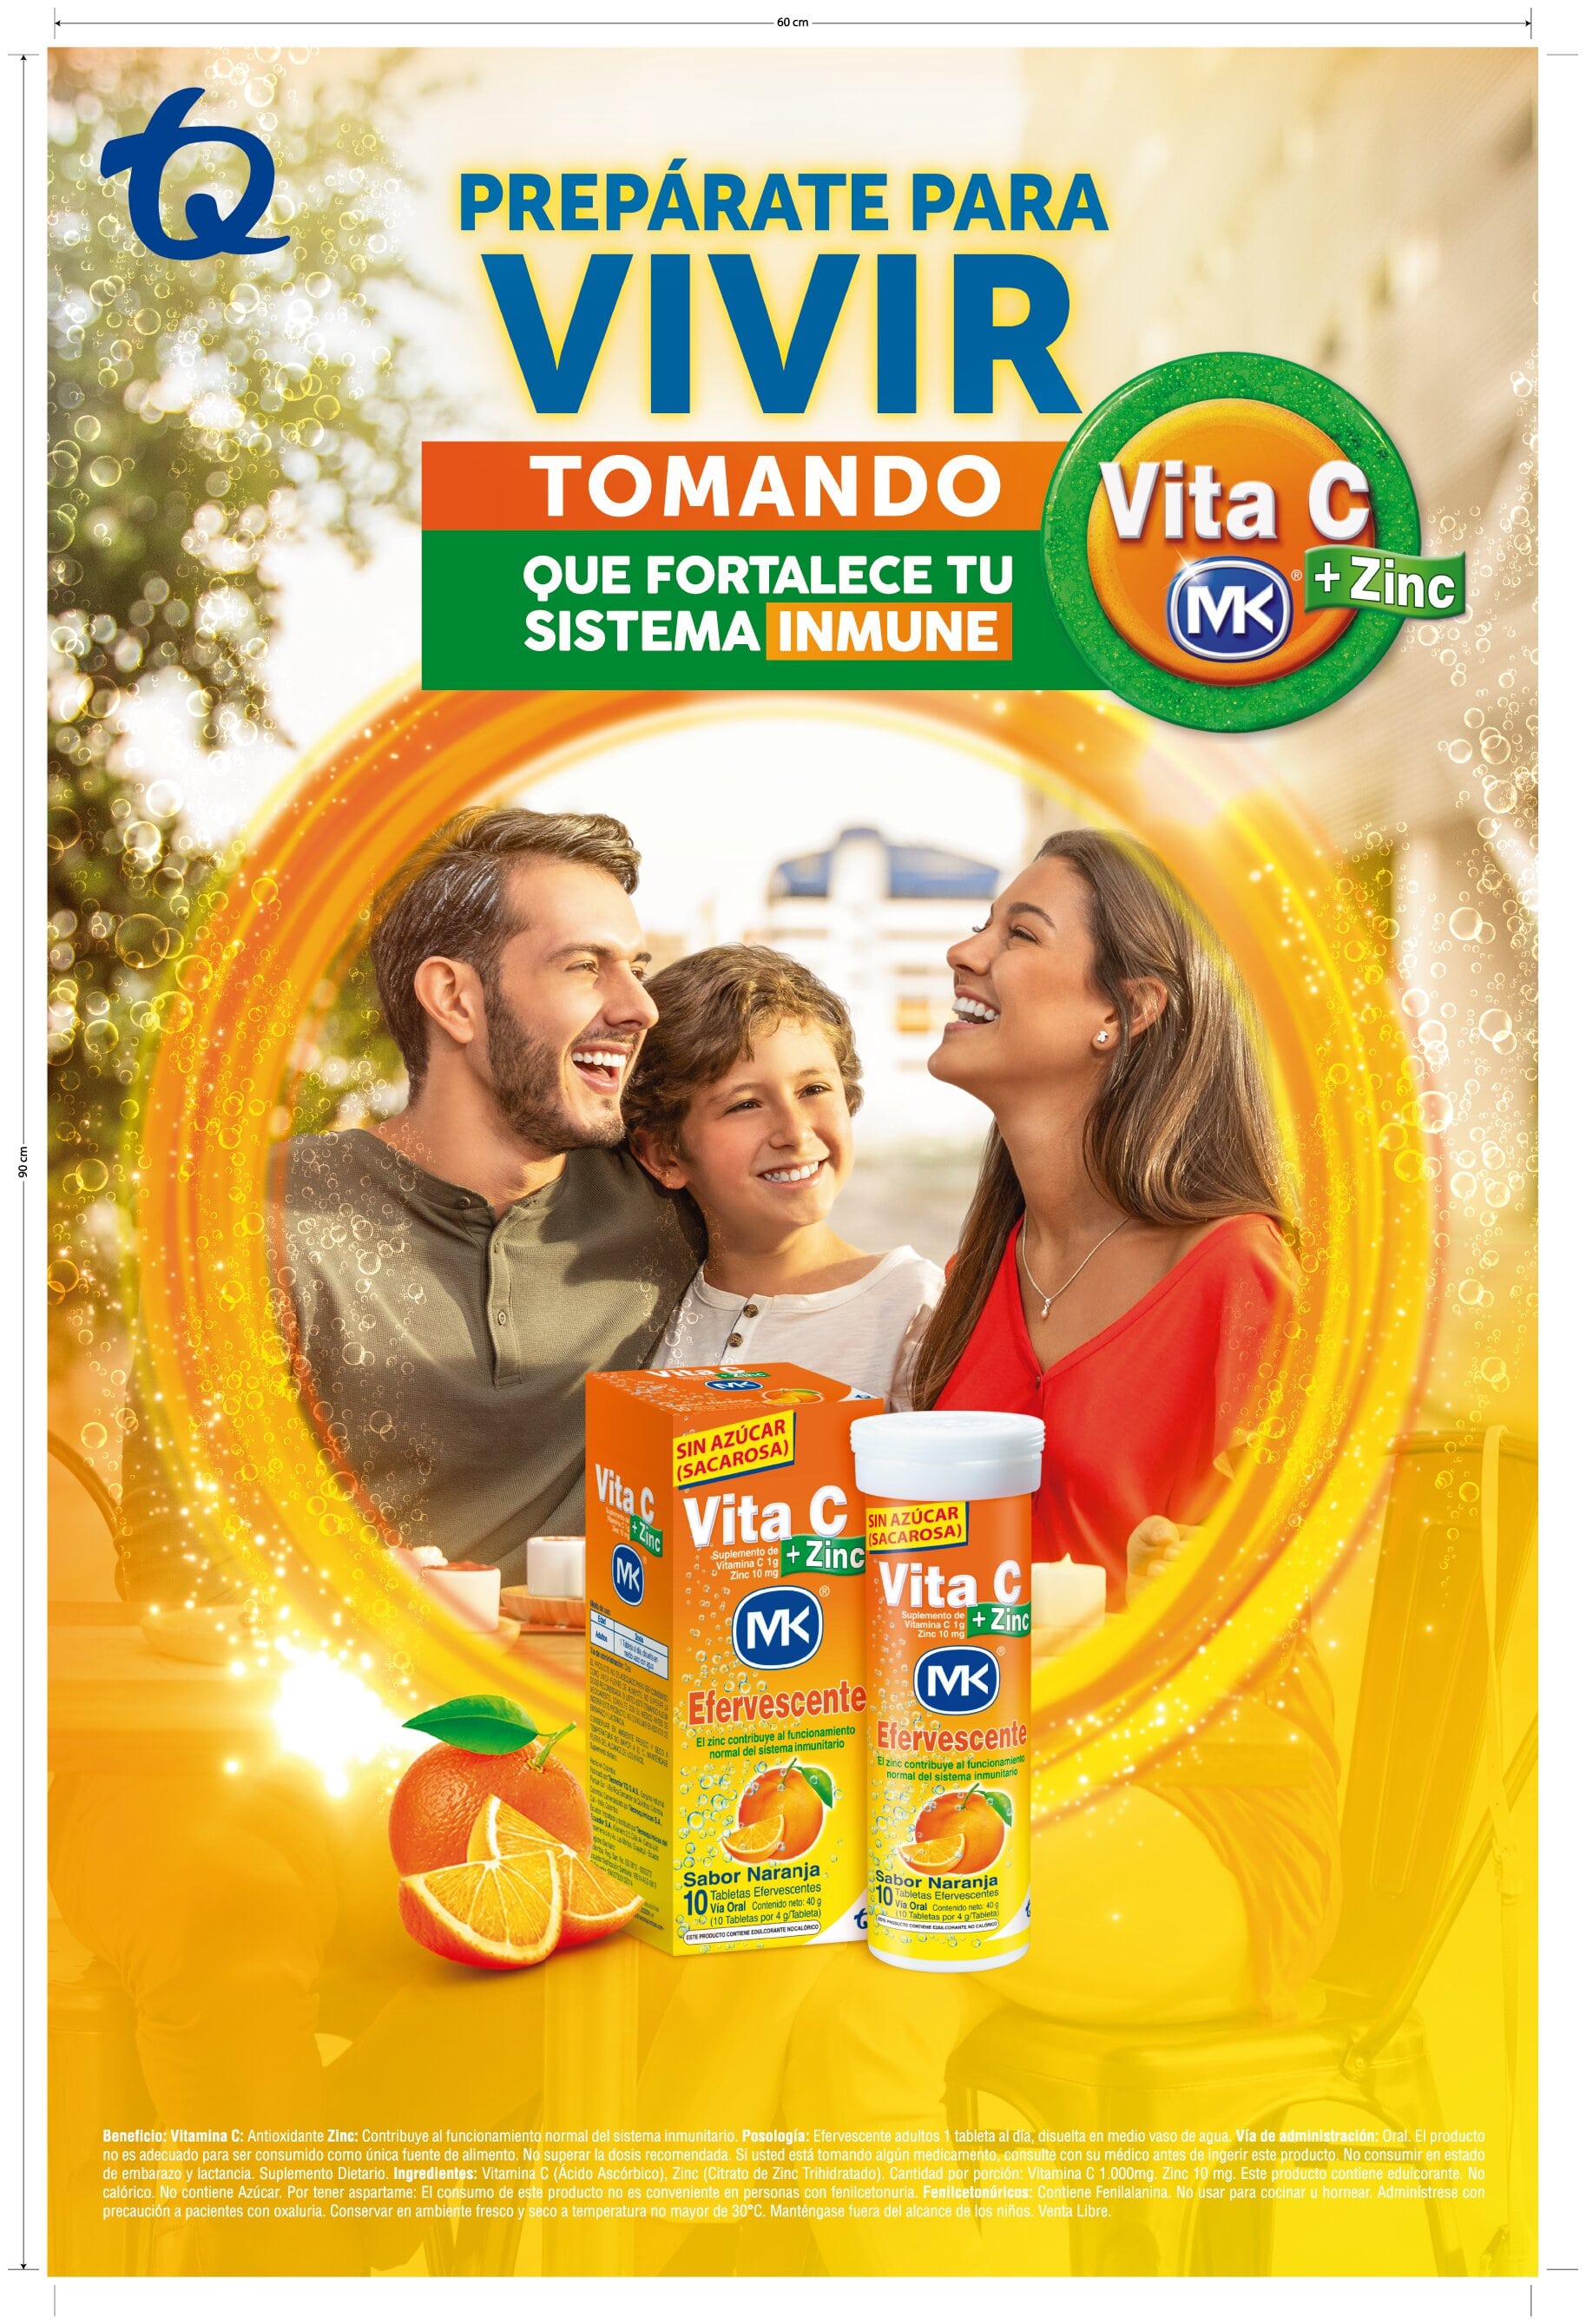 60 cm
90 cm
TQ
PREPÁRATE PARA
VIVIR
TOMANDO
QUE FORTALECE TU
SISTEMA INMUNE
Vita C
MK® + Zinc
Vita C
+ Zinc
MK
SIN AZÚCAR
(SACAROSA)
Vita C
+ Zinc
Suplemento de
Vitamina C 1g
Zinc 10 mg
MK®
Efervescente
El zinc contribuye al funcionamiento
normal del sistema inmunitario
Sabor Naranja
10 Tabletas Efervescentes
Vía Oral Contenido neto: 40 g
(10 Tabletas por 4 g/Tableta)
ESTE PRODUCTO CONTIENE EDULCORANTE NO CALÓRICO
Vita C
+ Zinc
MK
SIN AZÚCAR
(SACAROSA)
Vita C
+ Zinc
Suplemento de
Vitamina C 1g
Zinc 10 mg
MK®
Efervescente
El zinc contribuye al funcionamiento
normal del sistema inmunitario
Sabor Naranja
10 Tabletas Efervescentes
Vía Oral Contenido neto: 40 g
(10 Tabletas por 4 g/Tableta)
ESTE PRODUCTO CONTIENE EDULCORANTE NO CALÓRICO
Beneficio: Vitamina C: Antioxidante Zinc: Contribuye al funcionamiento normal del sistema inmunitario. Posología: Efervescente adultos 1 tableta al día, disuelta en medio vaso de agua. Vía de administración: Oral. El producto
no es adecuado para ser consumido como única fuente de alimento. No superar la dosis recomendada. Si usted está tomando algún medicamento, consulte con su médico antes de ingerir este producto. No consumir en estado
de embarazo y lactancia. Suplemento Dietario. Ingredientes: Vitamina C (Ácido Ascórbico), Zinc (Citrato de Zinc Trihidratado). Cantidad por porción: Vitamina C 1.000mg. Zinc 10 mg. Este producto contiene edulcorante. No
calórico. No contiene Azúcar. Por tener aspartame: El consumo de este producto no es conveniente en personas con fenilcetonuria. Fenilcetonúricos: Contiene Fenilalanina. No usar para cocinar u hornear. Adminístrese con
precaución a pacientes con oxaluria. Conservar en ambiente fresco y seco a temperatura no mayor de 30°C. Manténgase fuera del alcance de los niños. Venta Libre.